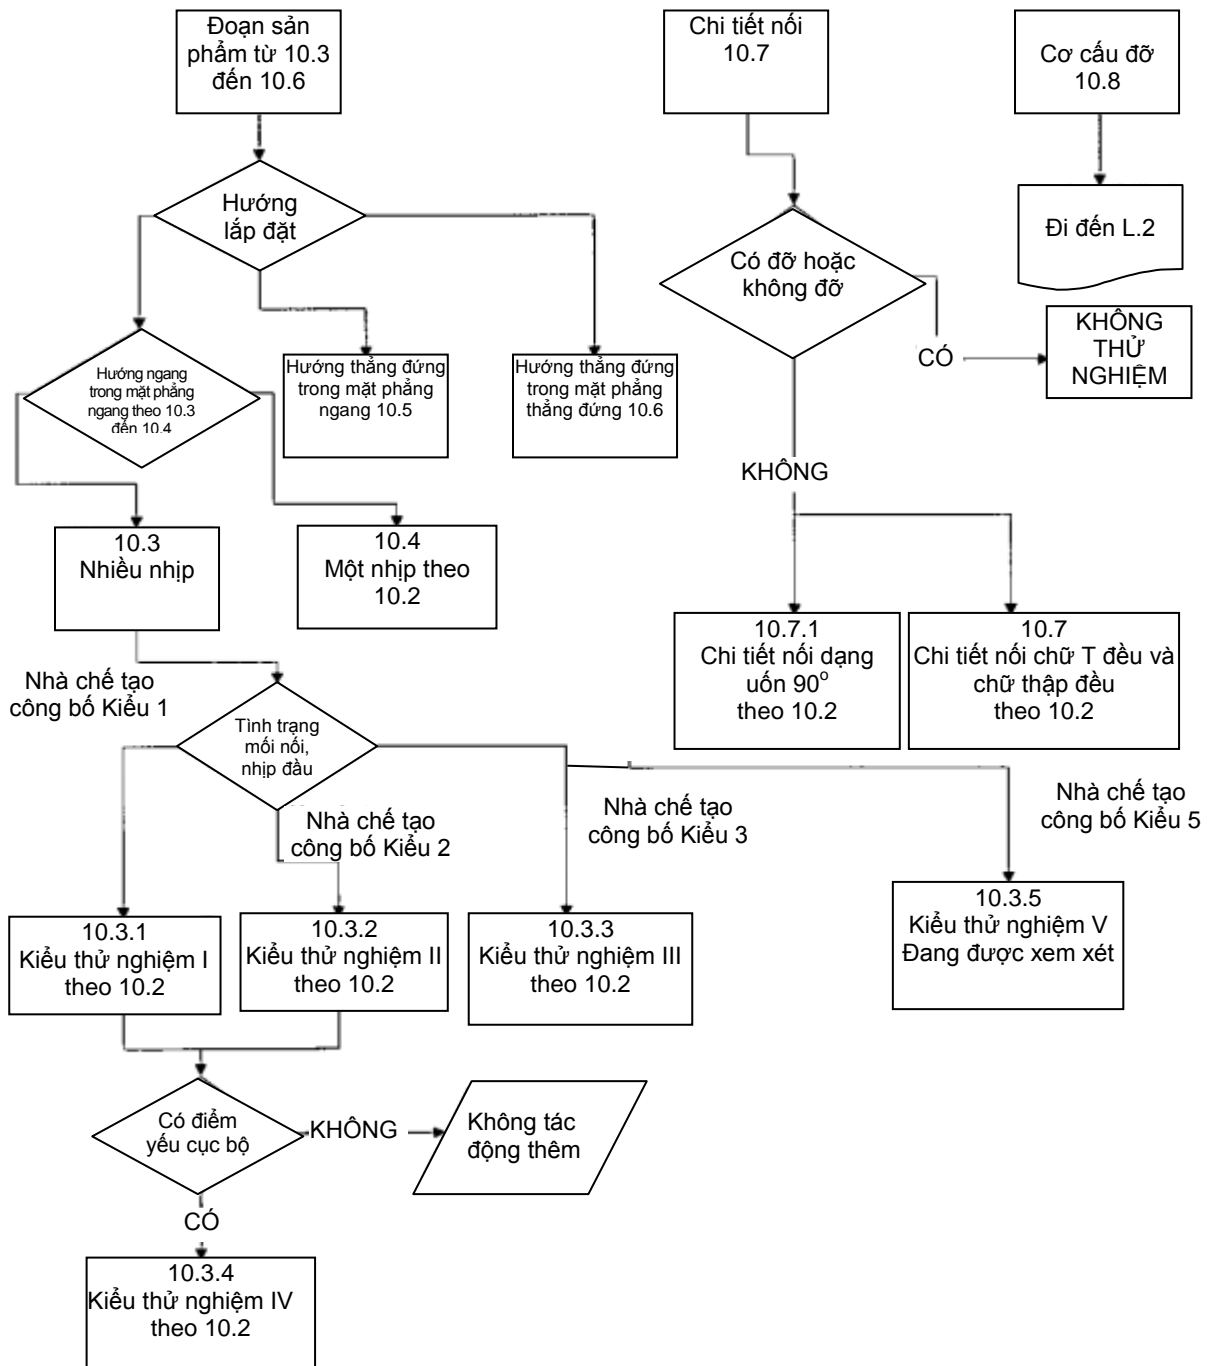 Đoạn sản
phẩm từ 10.3
đến 10.6
Chi tiết nối
10.7
Cơ cấu đỡ
10.8
Hướng
lắp đặt
Có đỡ hoặc
không đỡ
Đi đến L.2
CÓ
KHÔNG
THỬ
NGHIỆM
Hướng ngang
trong mặt phẳng
ngang theo 10.3
đến 10.4
Hướng thẳng đứng
trong mặt phẳng
ngang 10.5
Hướng thẳng đứng
trong mặt phẳng
thẳng đứng 10.6
KHÔNG
10.3
Nhiều nhịp
10.4
Một nhịp theo
10.2
10.7.1
Chi tiết nối dạng
uốn 90°
theo 10.2
10.7
Chi tiết nối chữ T đều và
chữ thập đều
theo 10.2
Nhà chế tạo
công bố Kiểu 1
Tình trạng
mối nối,
nhịp đầu
Nhà chế tạo
công bố Kiểu 2
Nhà chế tạo
công bố Kiểu 3
Nhà chế tạo
công bố Kiểu 5
10.3.1
Kiểu thử nghiệm I
theo 10.2
10.3.2
Kiểu thử nghiệm II
theo 10.2
10.3.3
Kiểu thử nghiệm III
theo 10.2
10.3.5
Kiểu thử nghiệm V
Đang được xem xét
Có điểm
yếu cục bộ
KHÔNG
Không tác
động thêm
CÓ
10.3.4
Kiểu thử nghiệm IV
theo 10.2